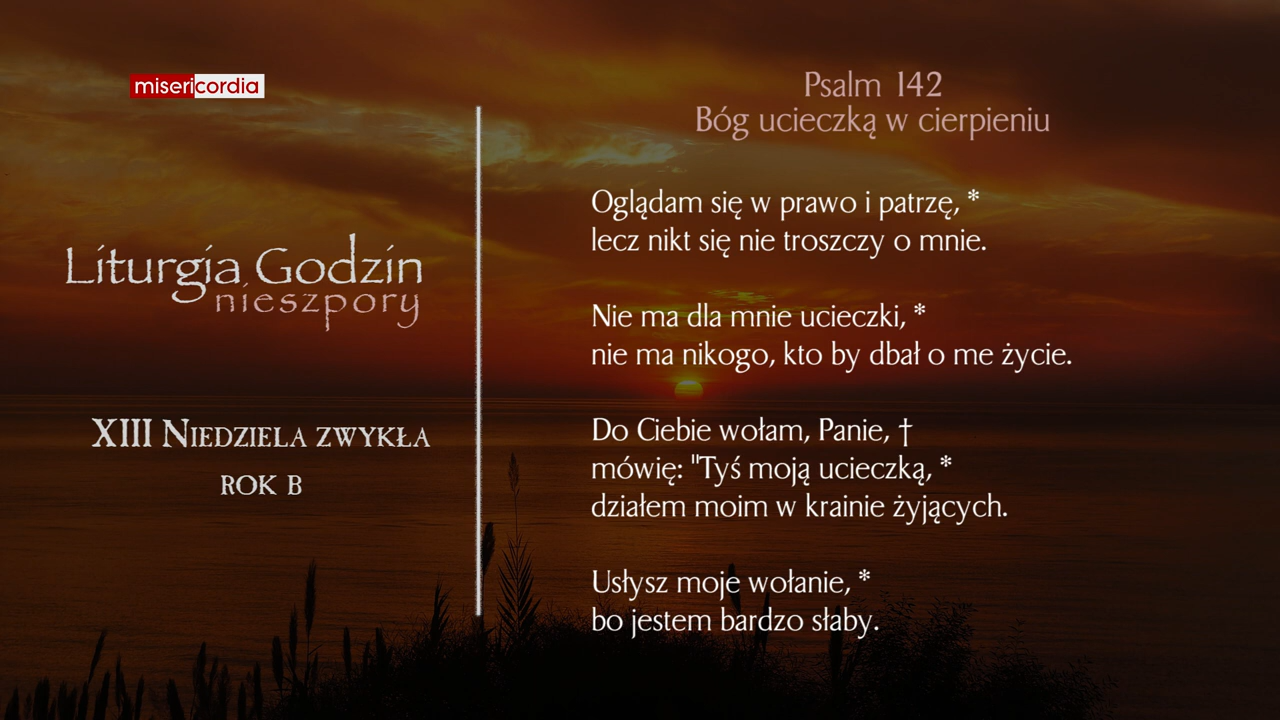 misericordia
Liturgia Godzin
nieszpory
XIII Niedziela zwykła
rok B
Psalm 142
Bóg ucieczką w cierpieniu
Oglądam się w prawo i patrzę, *
lecz nikt się nie troszczy o mnie.
Nie ma dla mnie ucieczki, *
nie ma nikogo, kto by dbał o me życie.
Do Ciebie wołam, Panie, †
mówię: "Tyś moją ucieczką, *
działem moim w krainie żyjących.
Usłysz moje wołanie, *
bo jestem bardzo słaby.